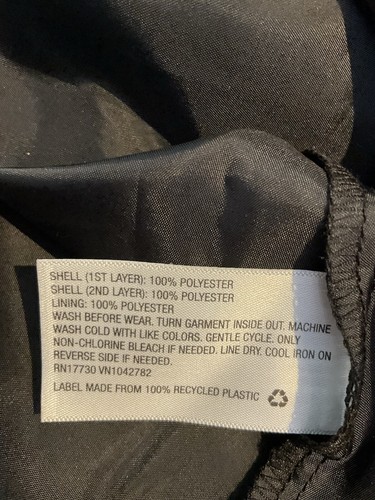 SHELL (1ST LAYER): 100% POLYESTER
SHELL (2ND LAYER): 100% POLYESTER
LINING: 100% POLYESTER
WASH BEFORE WEAR. TURN GARMENT INSIDE OUT. MACHINE
WASH COLD WITH LIKE COLORS. GENTLE CYCLE. ONLY
NON-CHLORINE BLEACH IF NEEDED. LINE DRY. COOL IRON ON
REVERSE SIDE IF NEEDED.
RN17730 VN1042782
LABEL MADE FROM 100% RECYCLED PLASTIC